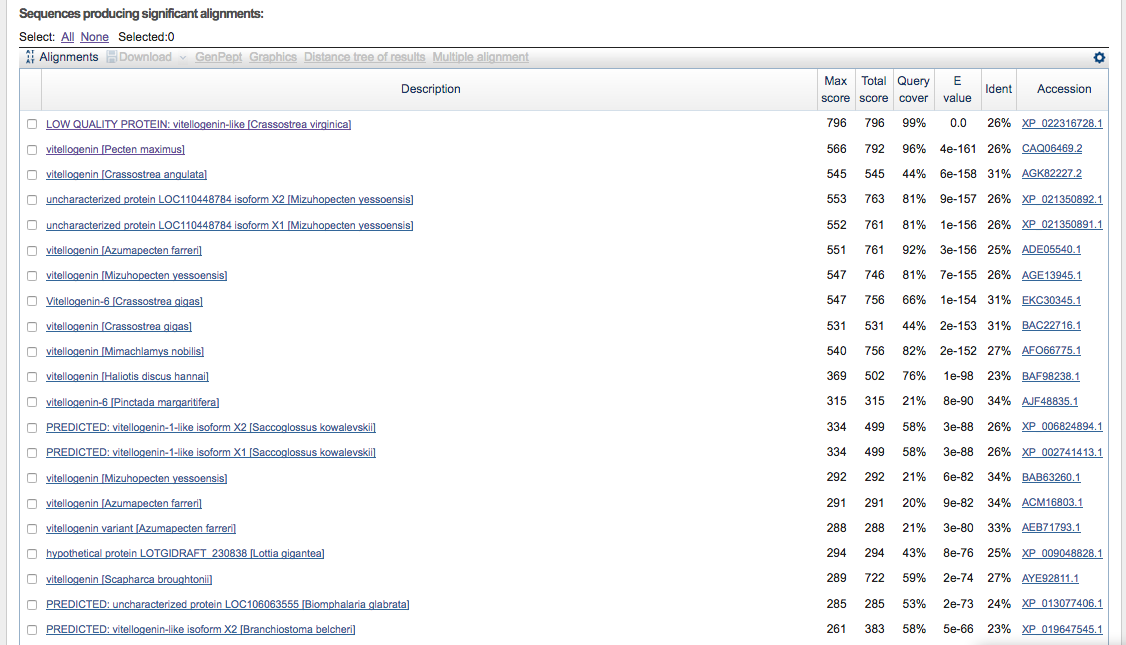 Sequences producing significant alignments:
Select: All None Selected:0
Alignments Download GenPept Graphics Distance tree of results Multiple alignment
Description Max score Total score Query cover E value Ident Accession
LOW QUALITY PROTEIN: vitellogenin-like [Crassostrea virginica] 796 796 99% 0.0 26% XP_022316728.1
vitellogenin [Pecten maximus] 566 792 96% 4e-161 26% CAQ06469.2
vitellogenin [Crassostrea angulata] 545 545 44% 6e-158 31% AGK82227.2
uncharacterized protein LOC110448784 isoform X2 [Mizuhopecten yessoensis] 553 763 81% 9e-157 26% XP_021350892.1
uncharacterized protein LOC110448784 isoform X1 [Mizuhopecten yessoensis] 552 761 81% 1e-156 26% XP_021350891.1
vitellogenin [Azumapecten farreri] 551 761 92% 3e-156 25% ADE05540.1
vitellogenin [Mizuhopecten yessoensis] 547 746 81% 7e-155 26% AGE13945.1
Vitellogenin-6 [Crassostrea gigas] 547 756 66% 1e-154 31% EKC30345.1
vitellogenin [Crassostrea gigas] 531 531 44% 2e-153 31% BAC22716.1
vitellogenin [Mimachlamys nobilis] 540 756 82% 2e-152 27% AFO66775.1
vitellogenin [Haliotis discus hannai] 369 502 76% 1e-98 23% BAF98238.1
vitellogenin-6 [Pinctada margaritifera] 315 315 21% 8e-90 34% AJF48835.1
PREDICTED: vitellogenin-1-like isoform X2 [Saccoglossus kowalevskii] 334 499 58% 3e-88 26% XP_006824894.1
PREDICTED: vitellogenin-1-like isoform X1 [Saccoglossus kowalevskii] 334 499 58% 3e-88 26% XP_002741413.1
vitellogenin [Mizuhopecten yessoensis] 292 292 21% 6e-82 34% BAB63260.1
vitellogenin [Azumapecten farreri] 291 291 20% 9e-82 34% ACM16803.1
vitellogenin variant [Azumapecten farreri] 288 288 21% 3e-80 33% AEB71793.1
hypothetical protein LOTGIDRAFT_230838 [Lottia gigantea] 294 294 43% 8e-76 25% XP_009048828.1
vitellogenin [Scapharca broughtonii] 289 722 59% 2e-74 27% AYE92811.1
PREDICTED: uncharacterized protein LOC106063555 [Biomphalaria glabrata] 285 285 53% 2e-73 24% XP_013077406.1
PREDICTED: vitellogenin-like isoform X2 [Branchiostoma belcheri] 261 383 58% 5e-66 23% XP_019647545.1